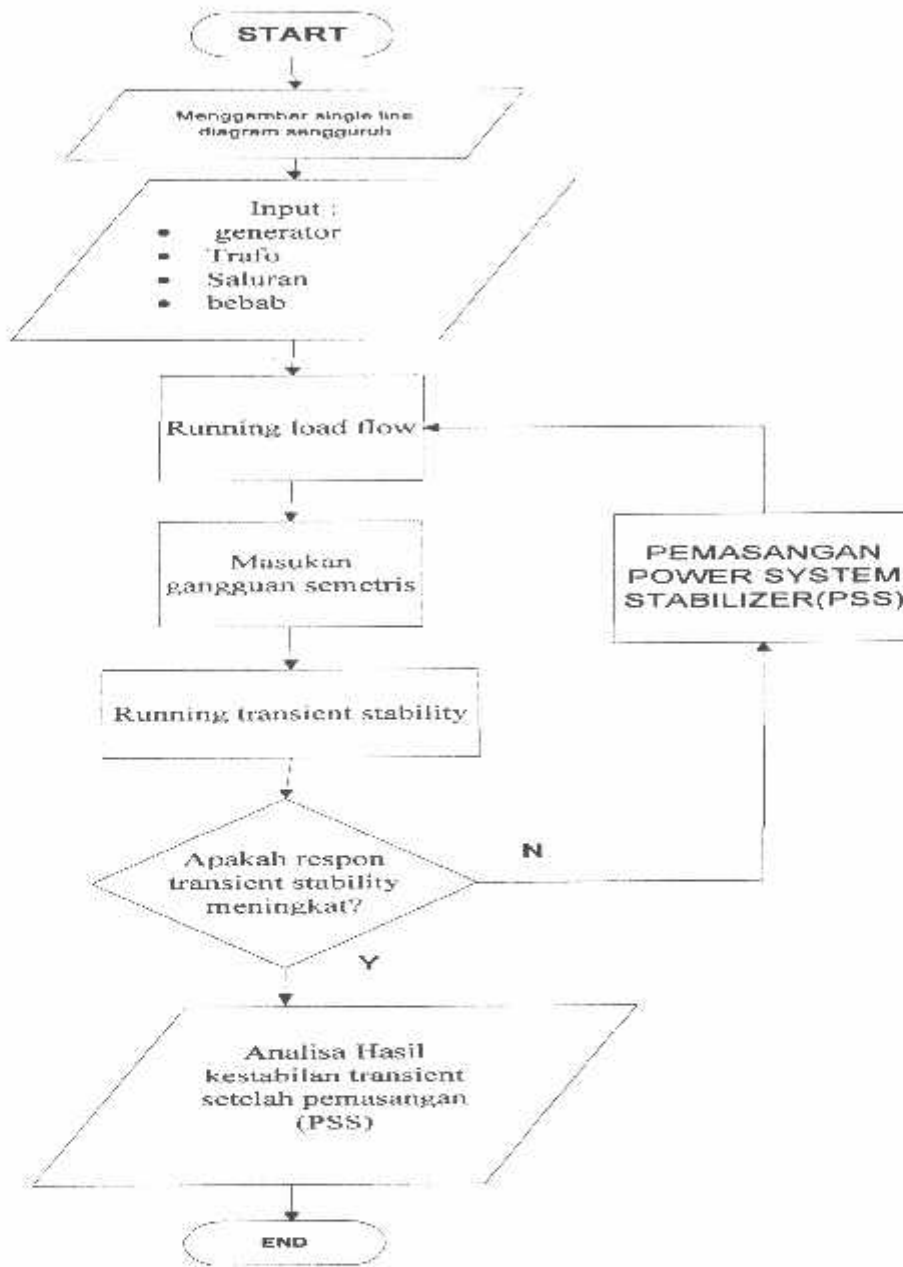 START
Menggambar single line
diagram sengguruh
Input :
• generator
• Trafo
• Saluran
• bebab
Running load flow
Masukan
gangguan semetris
PEMASANGAN
POWER SYSTEM
STABILIZER(PSS)
Running transient stability
Apakah respon
transient stability
meningkat?
N
Y
Analisa Hasil
kestabilan transient
setelah pemasangan
(PSS)
END